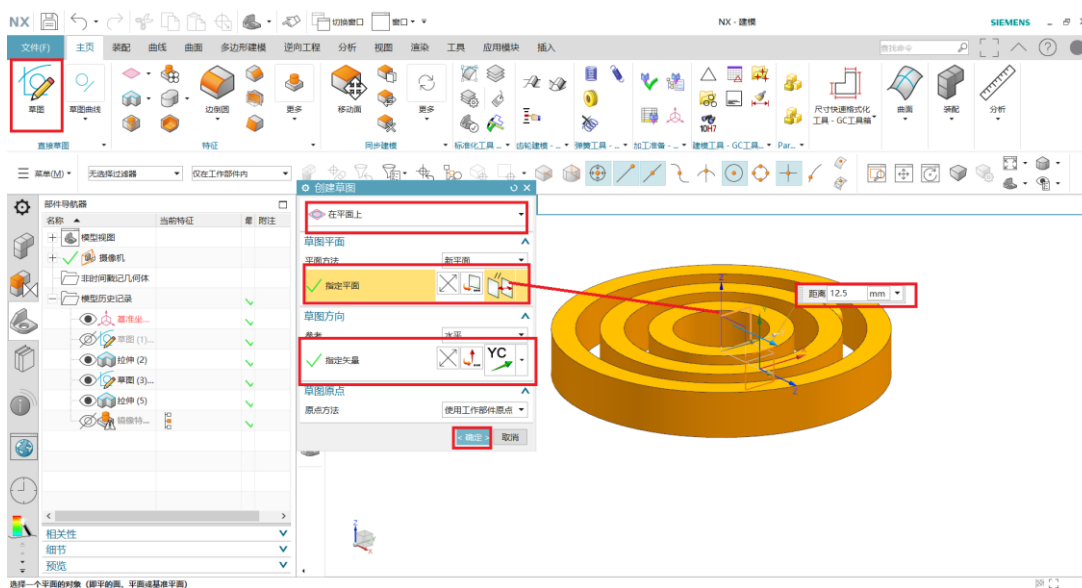 NX
切换窗口
窗口
NX - 建模
SIEMENS
文件(F) 主页 装配 曲线 曲面 多边形建模 逆向工程 分析 视图 渲染 工具 应用模块 插入
查找命令
草图 草图曲线 边倒圆 更多 移动面 更多 尺寸快速格式化 工具 - GC工具箱 曲面 装配 分析
10H7
直接草图 特征 同步建模 标准化工具 ... 齿轮建模 - ... 弹簧工具 - ... 加工准备 - ... 建模工具 - GC工具... Par...
菜单(M) 无选择过滤器 仅在工作部件内
部件导航器
名称 当前特征 附注
模型视图
摄像机
非时间戳记几何体
模型历史记录
基准坐...
草图 (1)...
拉伸 (2)
草图 (3)...
拉伸 (5)
镜像特...
相关性
细节
预览
创建草图
在平面上
草图平面
平面方法 新平面
指定平面
草图方向
参考 水平
指定矢量 YC
草图原点
原点方法 使用工作部件原点
< 确定 > 取消
距离 12.5 mm
Z
Z
X
选择一个平面的对象（即平的面、平面或基准平面）